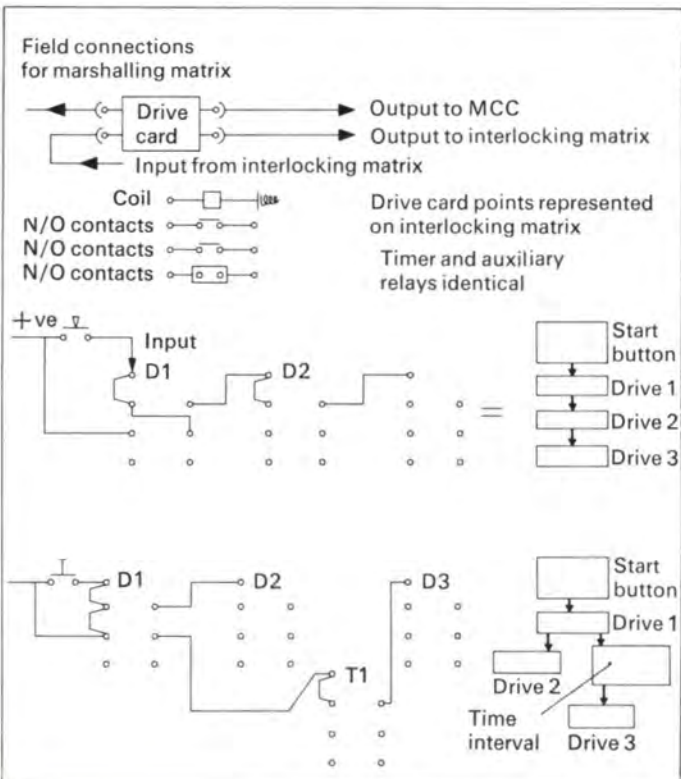 Field connections
for marshalling matrix
Drive
card
Output to MCC
Output to interlocking matrix
Input from interlocking matrix
Coil
N/O contacts
N/O contacts
N/O contacts
Drive card points represented
on interlocking matrix
Timer and auxiliary
relays identical
+ve
Input
D1
D2
=
Start
button
Drive 1
Drive 2
Drive 3
D1
D2
D3
T1
Start
button
Drive 1
Drive 2
Time
interval
Drive 3